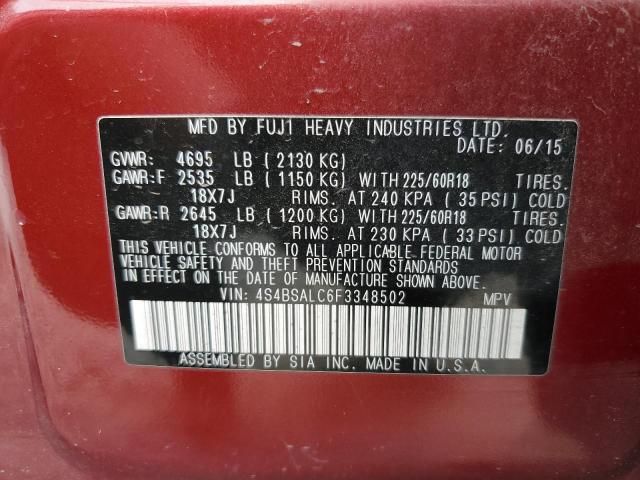 MFD BY FUJI HEAVY INDUSTRIES LTD.
DATE: 06/15
GVWR: 4695 LB ( 2130 KG)
GAWR:F 2535 LB ( 1150 KG) WITH 225/60R18 TIRES.
18X7J RIMS. AT 240 KPA ( 35 PSI) COLD
GAWR:R 2645 LB ( 1200 KG) WITH 225/60R18 TIRES.
18X7J RIMS. AT 230 KPA ( 33 PSI) COLD
THIS VEHICLE CONFORMS TO ALL APPLICABLE FEDERAL MOTOR
VEHICLE SAFETY AND THEFT PREVENTION STANDARDS
IN EFFECT ON THE DATE OF MANUFACTURE SHOWN ABOVE.
VIN: 4S4BSALC6F3348502 MPV
ASSEMBLED BY SIA INC. MADE IN U.S.A.